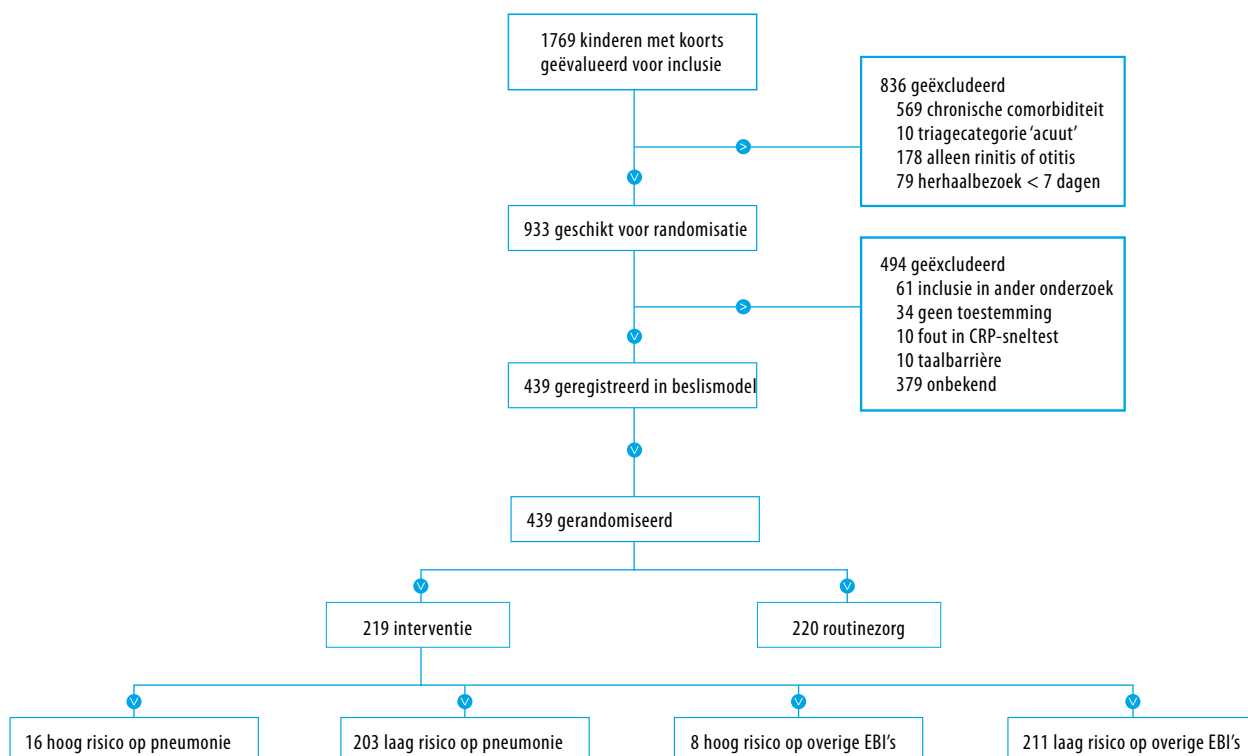 1769 kinderen met koorts
geëvalueerd voor inclusie
836 geëxcludeerd
569 chronische comorbiditeit
10 triagecategorie ‘acuut’
178 alleen rinitis of otitis
79 herhaalbezoek < 7 dagen
933 geschikt voor randomisatie
494 geëxcludeerd
61 inclusie in ander onderzoek
34 geen toestemming
10 fout in CRP-sneltest
10 taalbarrière
379 onbekend
439 geregistreerd in beslismodel
439 gerandomiseerd
219 interventie
220 routinezorg
16 hoog risico op pneumonie
203 laag risico op pneumonie
8 hoog risico op overige EBI’s
211 laag risico op overige EBI’s